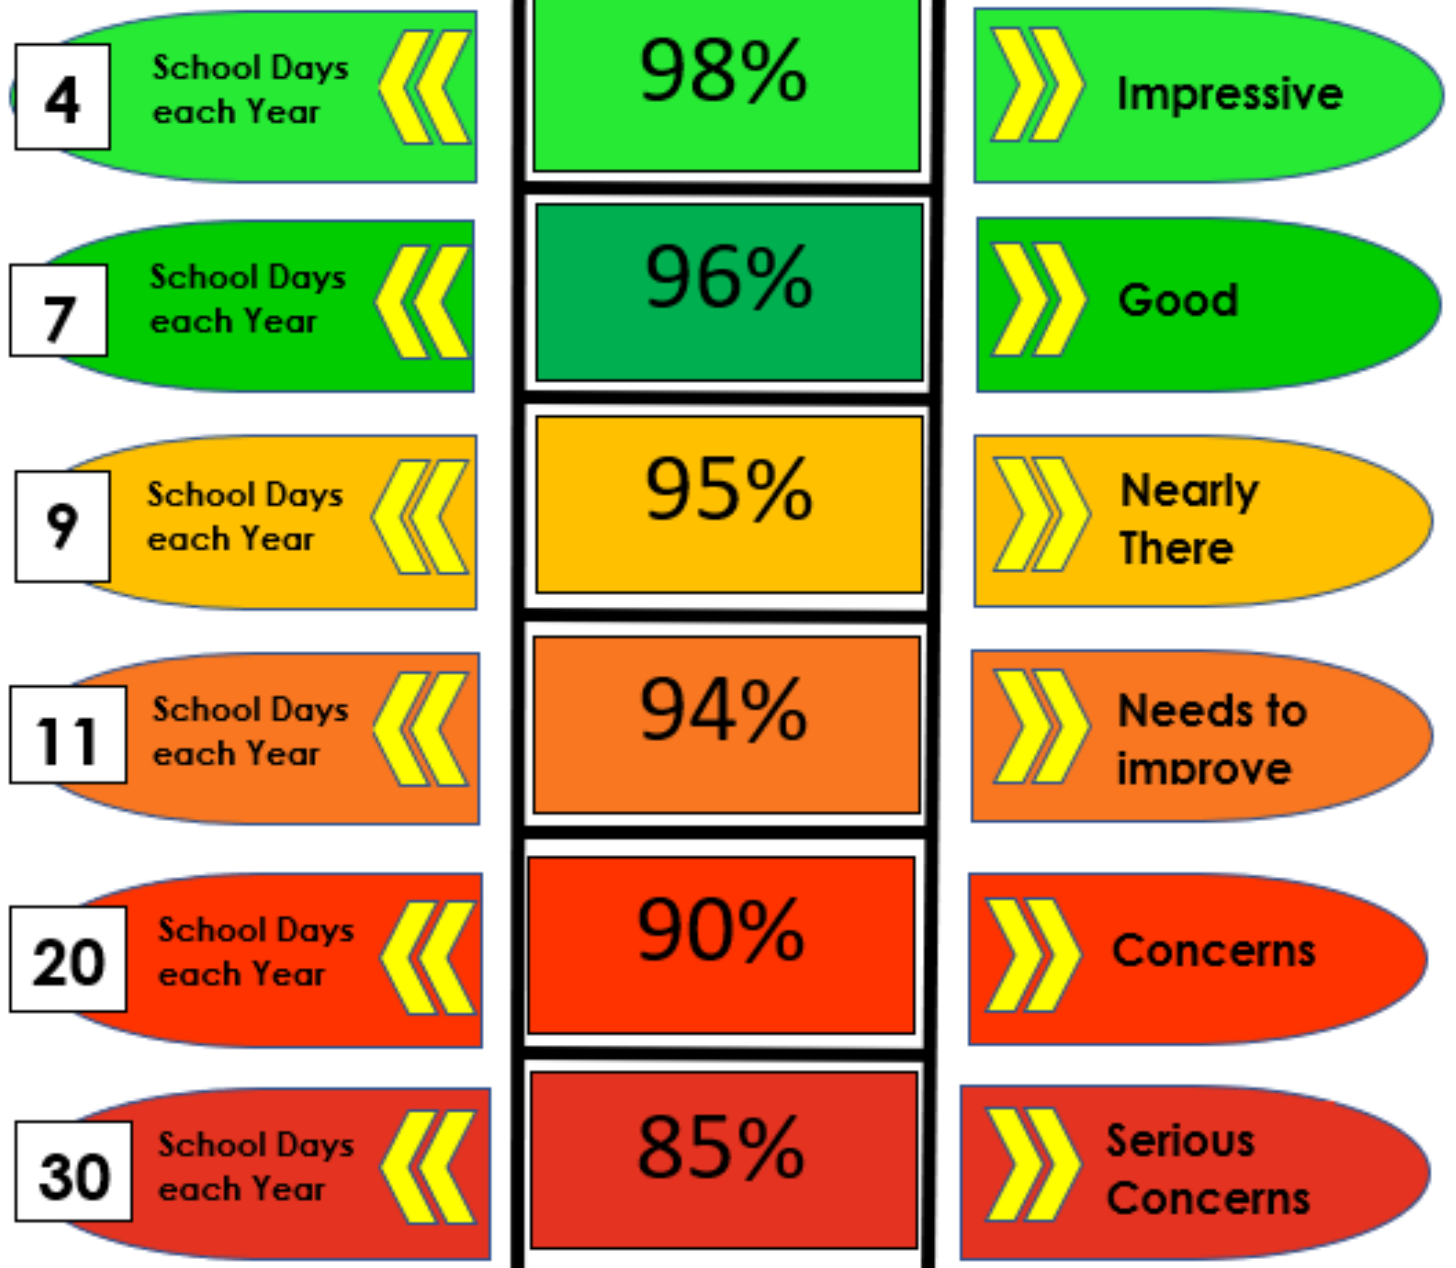 4
School Days
each Year
98%
Impressive
7
School Days
each Year
96%
Good
9
School Days
each Year
95%
Nearly
There
11
School Days
each Year
94%
Needs to
improve
20
School Days
each Year
90%
Concerns
30
School Days
each Year
85%
Serious
Concerns